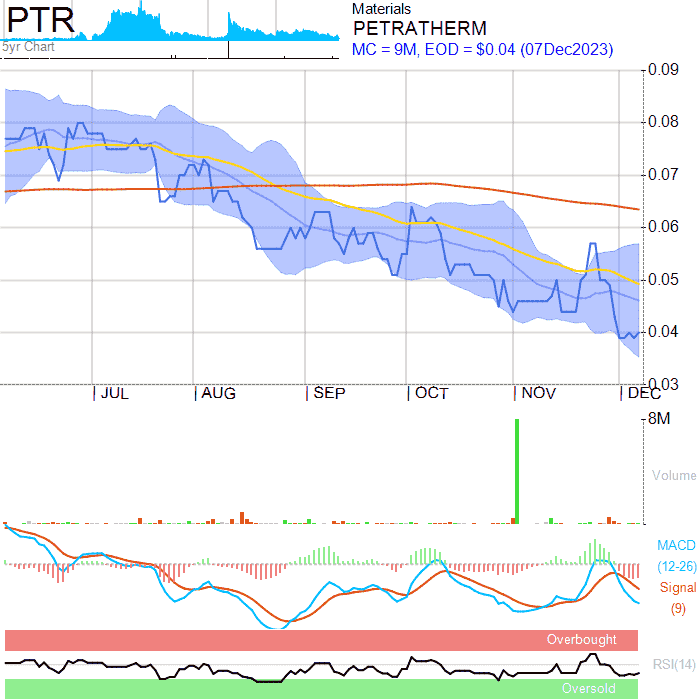 PTR
5yr Chart
Materials
PETRATHERM
MC = 9M, EOD = $0.04 (07Dec2023)
0.09
0.08
0.07
0.06
0.05
0.04
0.03
JUL AUG SEP OCT NOV DEC
8M
Volume
MACD
(12-26)
Signal
(9)
Overbought
RSI(14)
Oversold